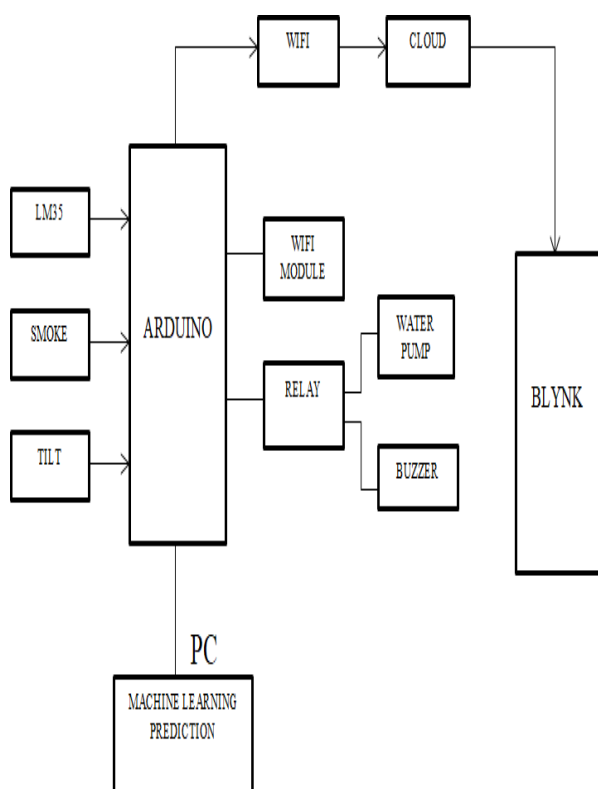 WIFI
CLOUD
LM35
SMOKE
TILT
ARDUINO
WIFI
MODULE
RELAY
WATER
PUMP
BUZZER
BLYNK
PC
MACHINE LEARNING
PREDICTION